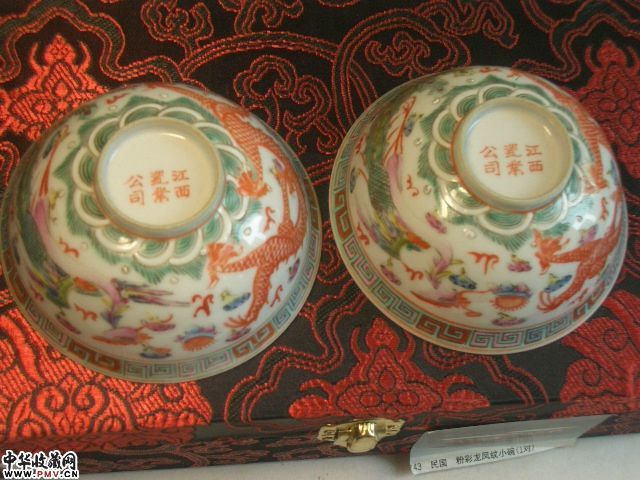 江西
瓷業
公司
江西
瓷業
公司
43 民国 粉彩龙凤纹小碗(1对)
中华收藏网
www.PMV.cn